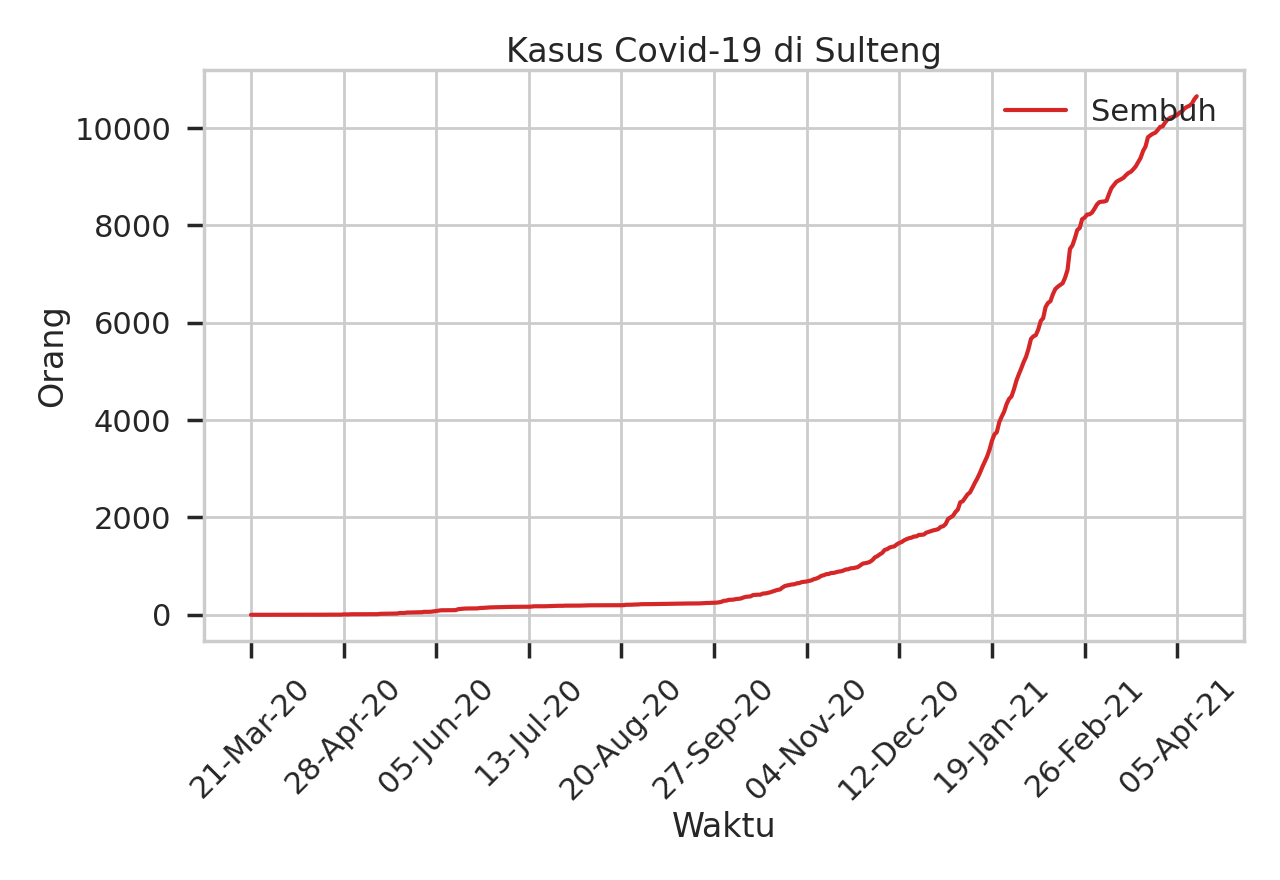 Kasus Covid-19 di Sulteng
Sembuh
Orang
10000
8000
6000
4000
2000
0
21-Mar-20
28-Apr-20
05-Jun-20
13-Jul-20
20-Aug-20
27-Sep-20
04-Nov-20
12-Dec-20
19-Jan-21
26-Feb-21
05-Apr-21
Waktu